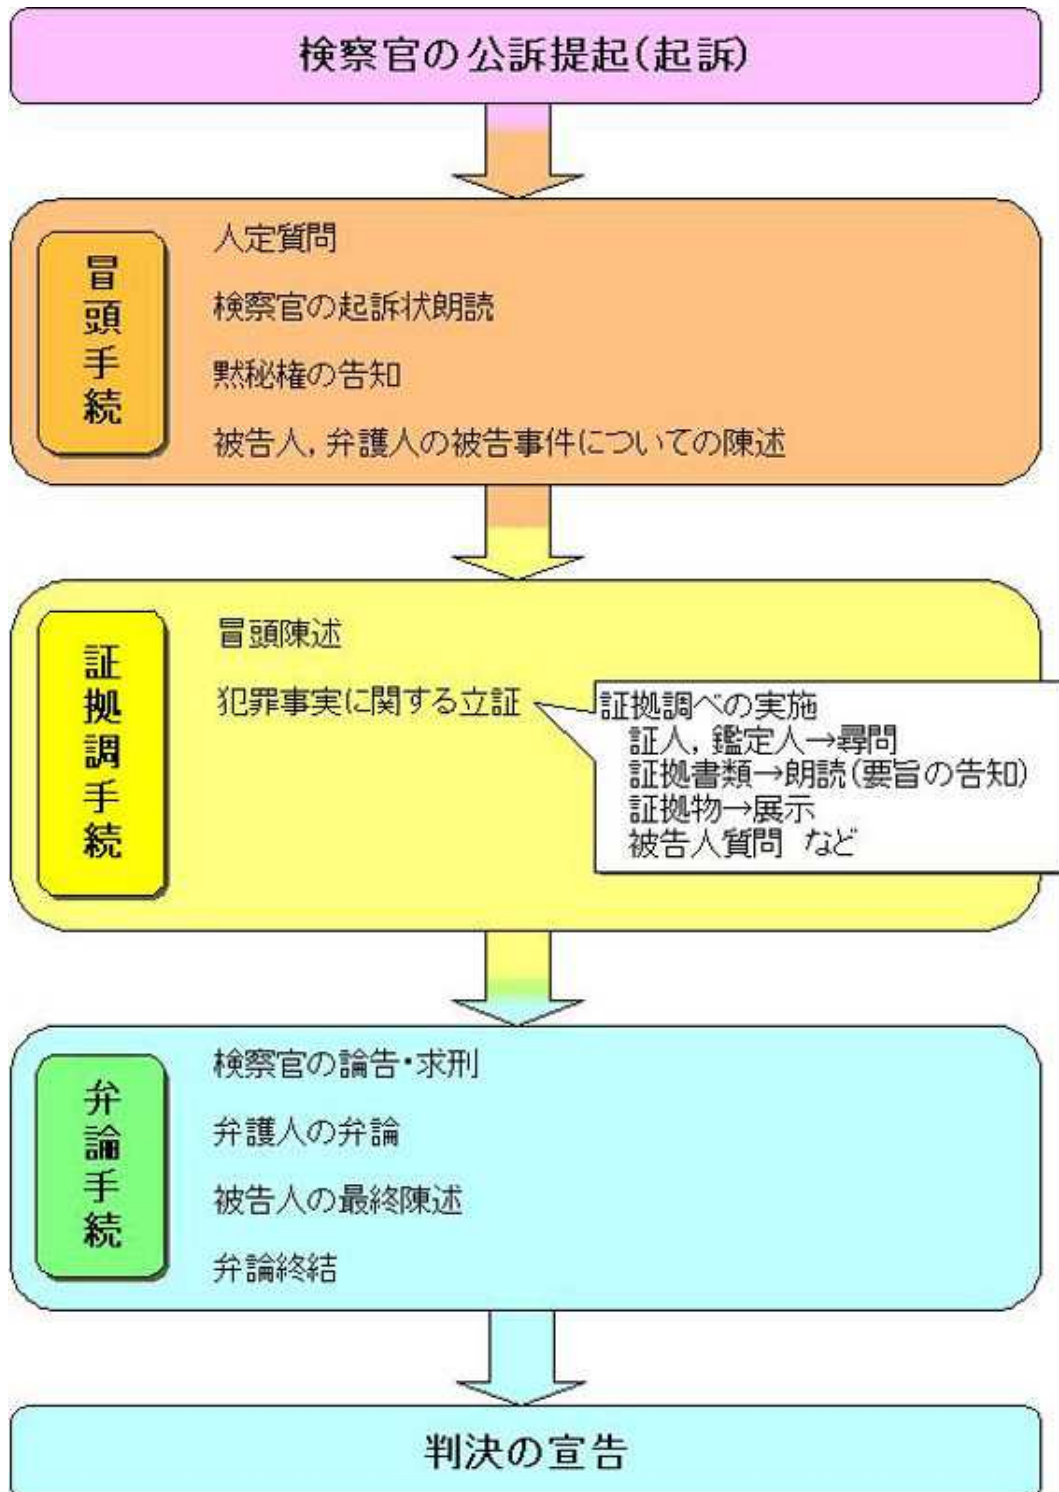 検察官の公訴提起(起訴)
冒頭手続
人定質問
検察官の起訴状朗読
黙秘権の告知
被告人,弁護人の被告事件についての陳述
証拠調手続
冒頭陳述
犯罪事実に関する立証
証拠調べの実施
証人,鑑定人→尋問
証拠書類→朗読(要旨の告知)
証拠物→展示
被告人質問 など
弁論手続
検察官の論告・求刑
弁護人の弁論
被告人の最終陳述
弁論終結
判決の宣告